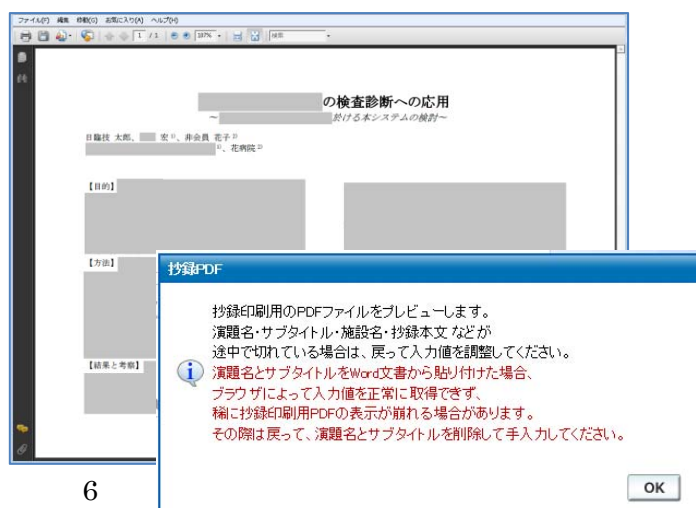 ファイル(F) 編集 移動(G) お気に入り(A) ヘルプ(H)
1 / 1 107% 検索
の検査診断への応用
～ 於ける本システムの検討～
日臨技 太郎、 宏 1)、非会員 花子 2)
1)、花病院 2)
【目的】
【方法】
【結果と考察】
抄録PDF
抄録印刷用のPDFファイルをプレビューします。
演題名・サブタイトル・施設名・抄録本文 などが
途中で切れている場合は、戻って入力値を調整してください。
演題名とサブタイトルをWord文書から貼り付けた場合、
ブラウザによって入力値を正常に取得できず、
稀に抄録印刷用PDFの表示が崩れる場合があります。
その際は戻って、演題名とサブタイトルを削除して手入力してください。
OK
6